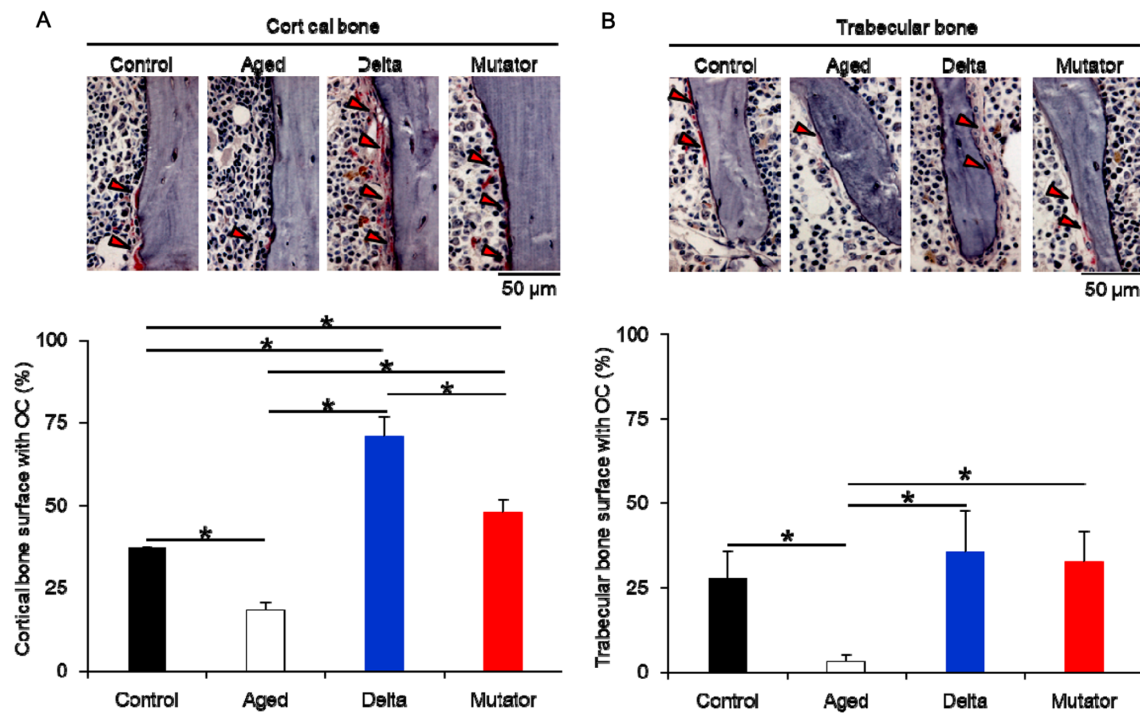 A
Cortical bone
Control Aged Delta Mutator
50 µm
B
Trabecular bone
Control Aged Delta Mutator
50 µm
Cortical bone surface with OC (%)
100
75
50
25
0
* * * * * *
Control Aged Delta Mutator
Trabecular bone surface with OC (%)
100
75
50
25
0
* * *
Control Aged Delta Mutator